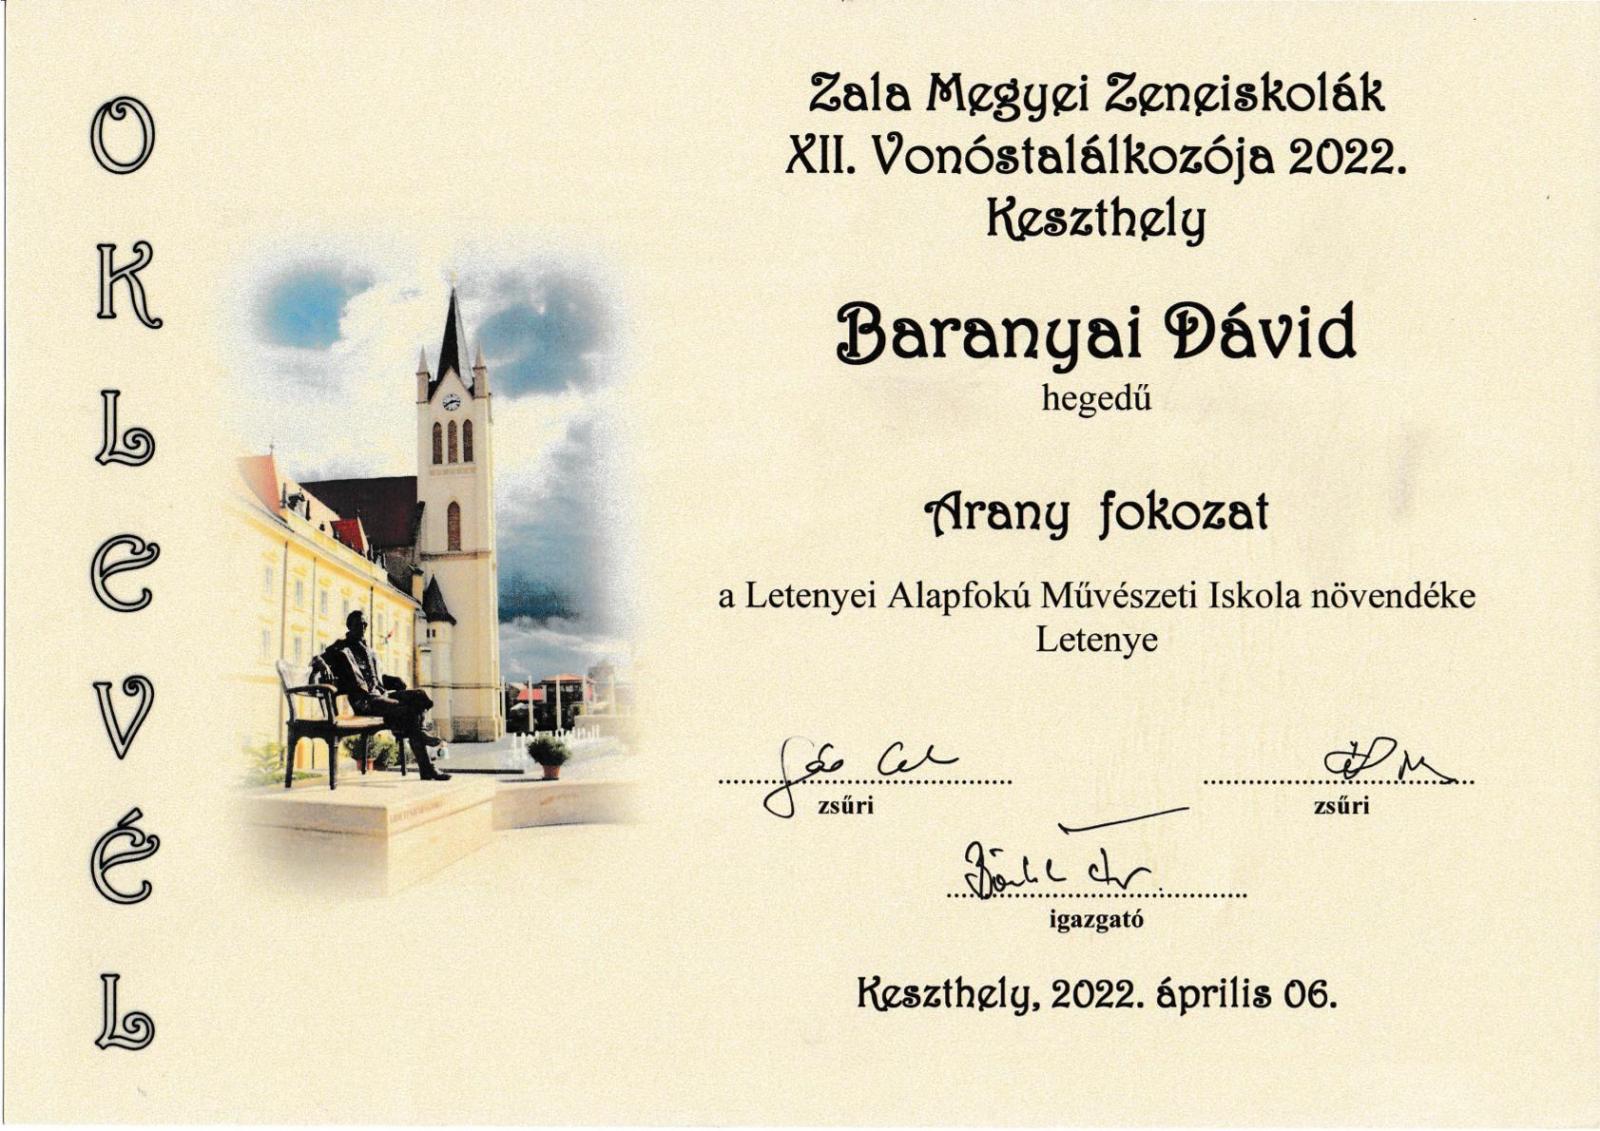 OKLEVÉL
Zala Megyei Zeneiskolák
XII. Vonóstalálkozója 2022.
Keszthely
Baranyai Dávid
hegedű
Arany fokozat
a Letenyei Alapfokú Művészeti Iskola növendéke
Letenye
zsűri
zsűri
igazgató
Keszthely, 2022. április 06.